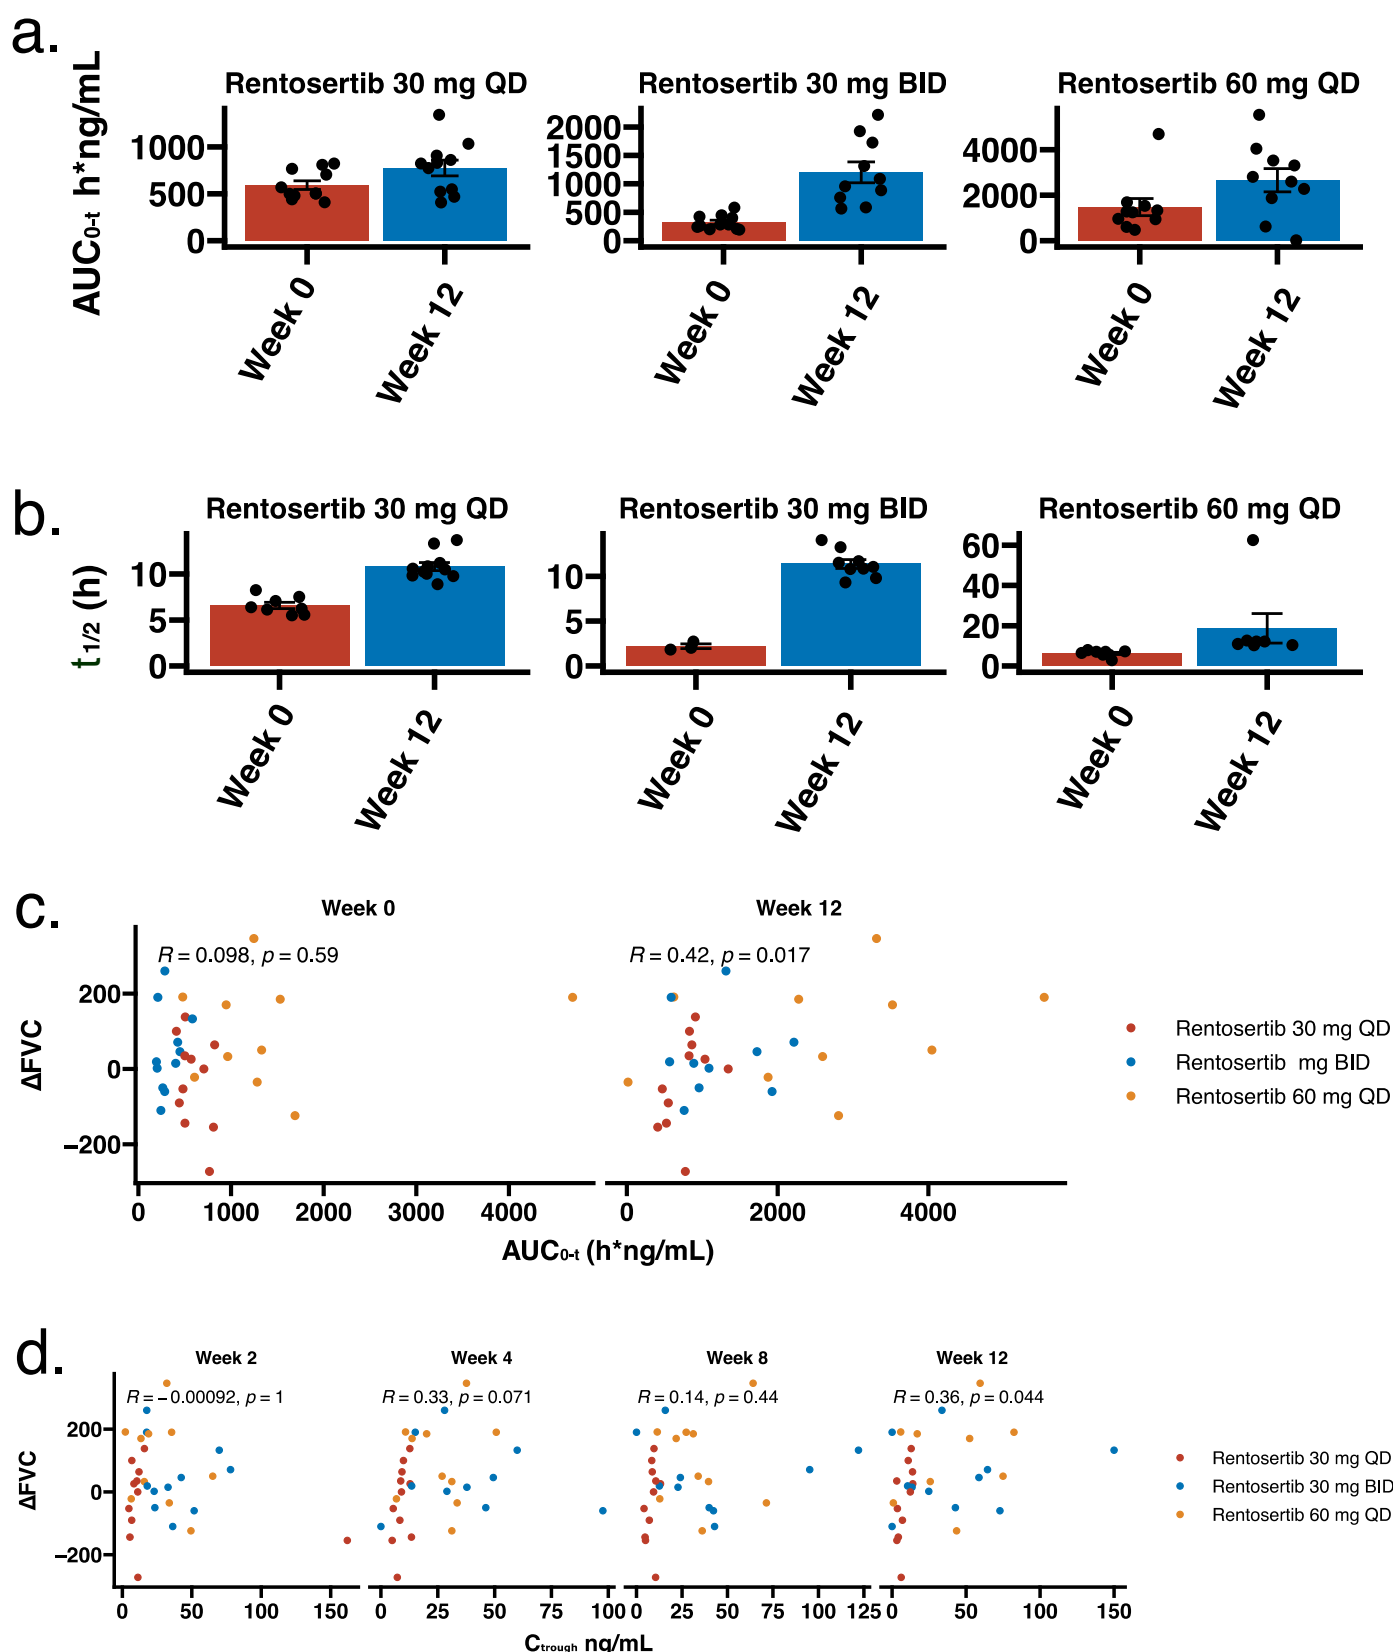 a.
AUC0-t h*ng/mL
Rentosertib 30 mg QD
1000
500
0
Week 0
Week 12
Rentosertib 30 mg BID
2000
1500
1000
500
0
Week 0
Week 12
Rentosertib 60 mg QD
4000
2000
0
Week 0
Week 12
b.
t1/2 (h)
Rentosertib 30 mg QD
10
5
0
Week 0
Week 12
Rentosertib 30 mg BID
10
5
0
Week 0
Week 12
Rentosertib 60 mg QD
60
40
20
0
Week 0
Week 12
c.
Week 0
Week 12
R = 0.098, p = 0.59
R = 0.42, p = 0.017
ΔFVC
200
0
−200
0 1000 2000 3000 4000
0 2000 4000
AUC0-t (h*ng/mL)
Rentosertib 30 mg QD
Rentosertib mg BID
Rentosertib 60 mg QD
d.
Week 2
Week 4
Week 8
Week 12
R = −0.00092, p = 1
R = 0.33, p = 0.071
R = 0.14, p = 0.44
R = 0.36, p = 0.044
ΔFVC
200
0
−200
0 50 100 150
0 25 50 75 100
0 25 50 75 100 125
0 50 100 150
Ctrough ng/mL
Rentosertib 30 mg QD
Rentosertib 30 mg BID
Rentosertib 60 mg QD